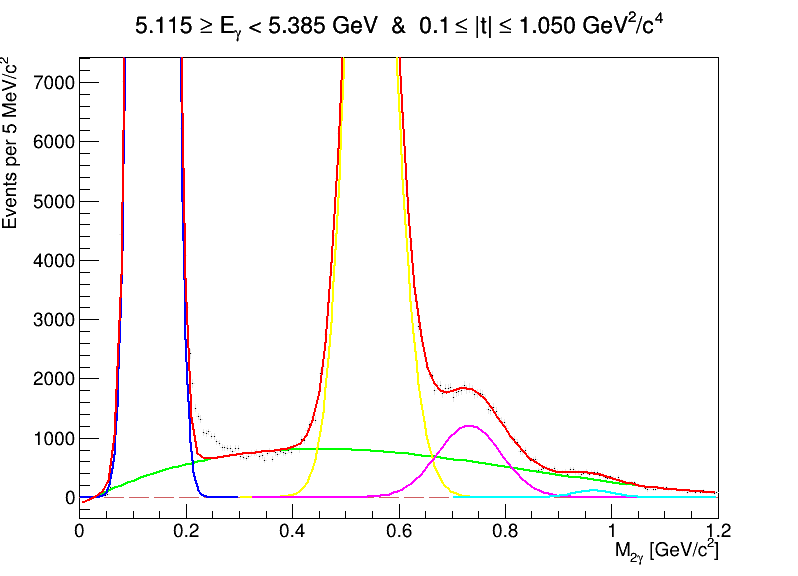 5.115 ≥ E_γ < 5.385 GeV & 0.1 ≤ |t| ≤ 1.050 GeV²/c⁴
Events per 5 MeV/c²
7000
6000
5000
4000
3000
2000
1000
0
0 0.2 0.4 0.6 0.8 1 1.2
M_2γ [GeV/c²]